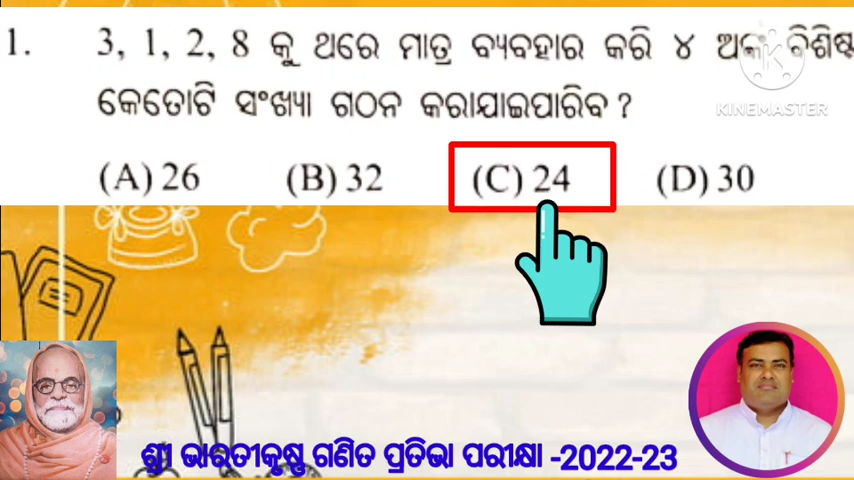 1. 3, 1, 2, 8 କୁ ଥରେ ମାତ୍ର ବ୍ୟବହାର କରି ୪ ଅଙ୍କ ବିଶିଷ୍ଟ
KINEMASTER
କେତୋଟି ସଂଖ୍ୟା ଗଠନ କରାଯାଇପାରିବ ?
(A) 26 (B) 32 (C) 24 (D) 30
ଶ୍ରୀ ଭାରତୀକୃଷ୍ଣ ଗଣିତ ପ୍ରତିଭା ପରୀକ୍ଷା -2022-23